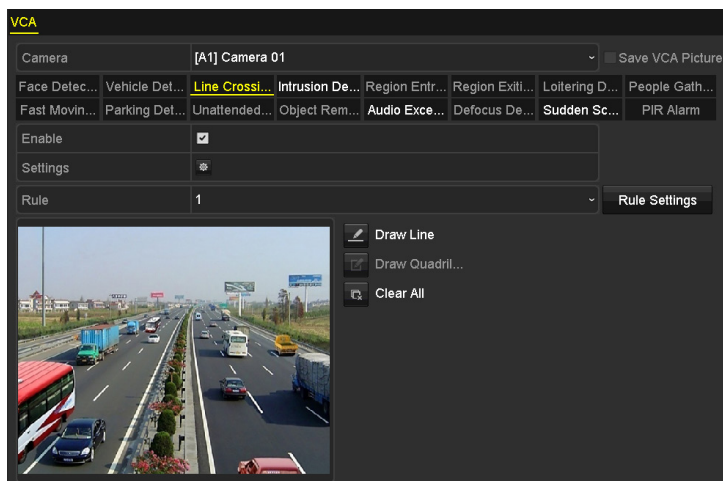 VCA
Camera [A1] Camera 01 Save VCA Picture
Face Detec... Vehicle Det... Line Crossi... Intrusion De... Region Entr... Region Exiti... Loitering D... People Gath...
Fast Movin... Parking Det... Unattended... Object Rem... Audio Exce... Defocus De... Sudden Sc... PIR Alarm
Enable
Settings
Rule 1 Rule Settings
Draw Line
Draw Quadril...
Clear All